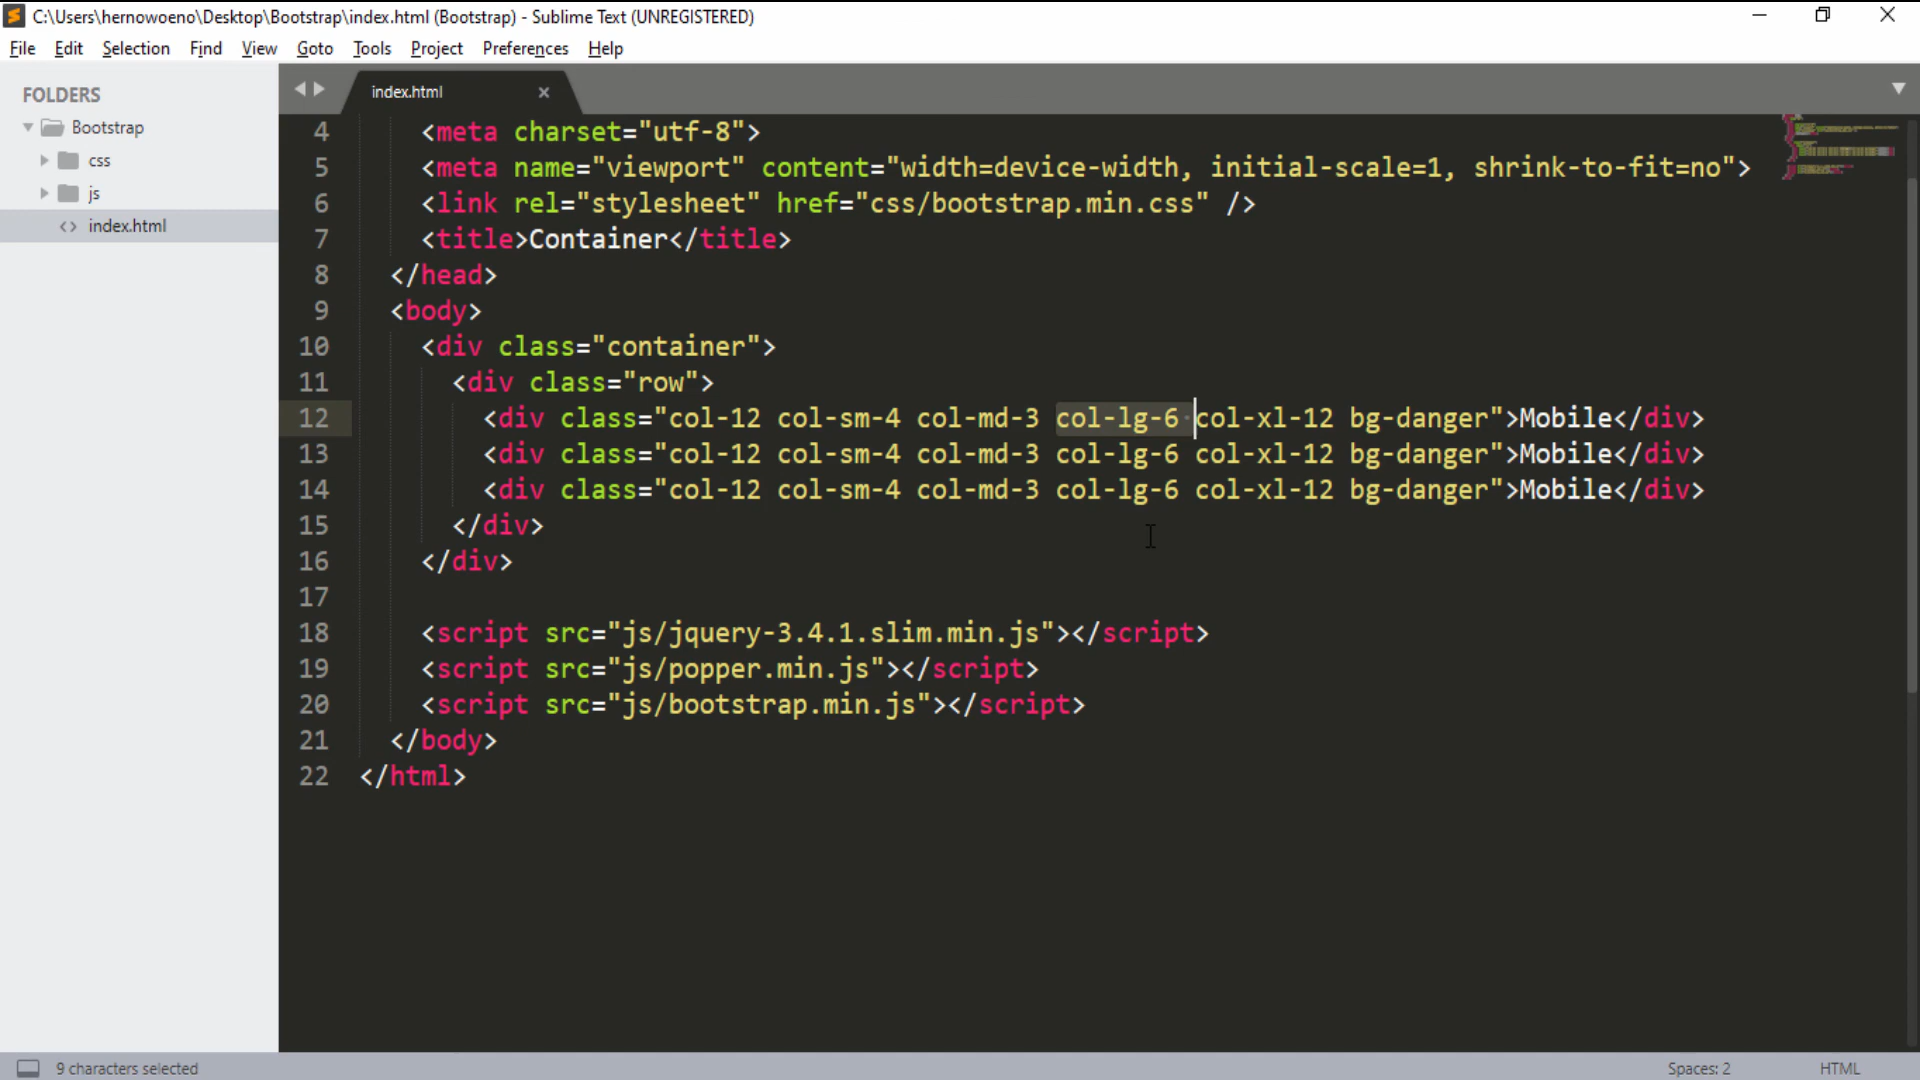 C:\Users\hernowoeno\Desktop\Bootstrap\index.html (Bootstrap) - Sublime Text (UNREGISTERED)
File Edit Selection Find View Goto Tools Project Preferences Help
FOLDERS
Bootstrap
css
js
<> index.html
index.html ×
4 <meta charset="utf-8">
5 <meta name="viewport" content="width=device-width, initial-scale=1, shrink-to-fit=no">
6 <link rel="stylesheet" href="css/bootstrap.min.css" />
7 <title>Container</title>
8 </head>
9 <body>
10 <div class="container">
11 <div class="row">
12 <div class="col-12 col-sm-4 col-md-3 col-lg-6 col-xl-12 bg-danger">Mobile</div>
13 <div class="col-12 col-sm-4 col-md-3 col-lg-6 col-xl-12 bg-danger">Mobile</div>
14 <div class="col-12 col-sm-4 col-md-3 col-lg-6 col-xl-12 bg-danger">Mobile</div>
15 </div>
16 </div>
17
18 <script src="js/jquery-3.4.1.slim.min.js"></script>
19 <script src="js/popper.min.js"></script>
20 <script src="js/bootstrap.min.js"></script>
21 </body>
22 </html>
9 characters selected
Spaces: 2
HTML